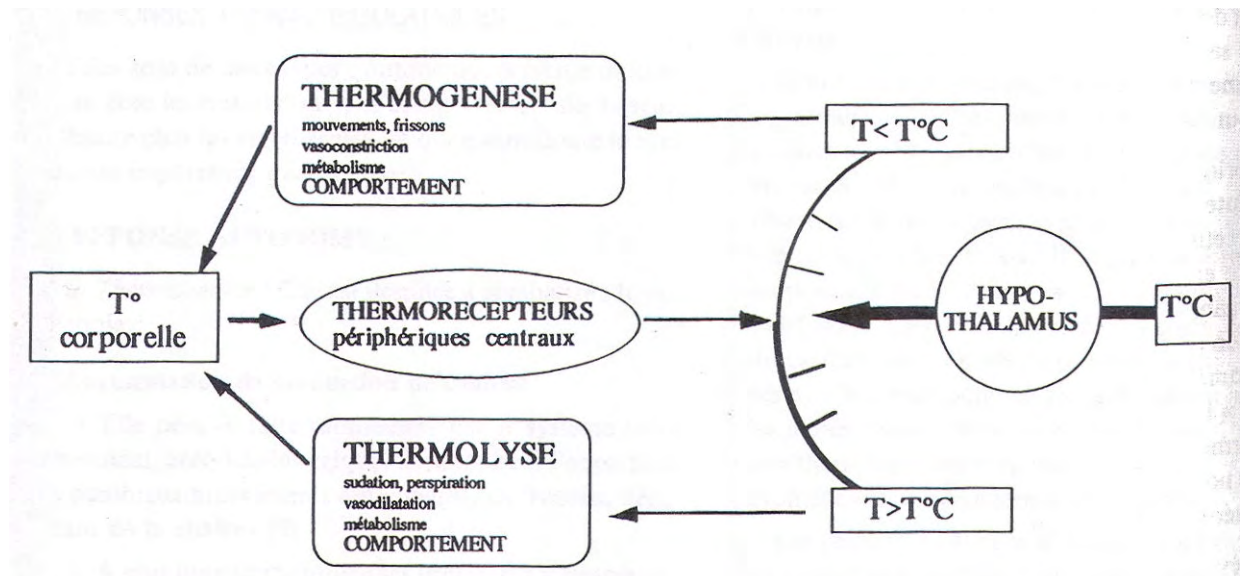 THERMOGENESE
mouvements, frissons
vasoconstriction
métabolisme
COMPORTEMENT
T< T°C
T°
corporelle
THERMORECEPTEURS
périphériques centraux
HYPO-
THALAMUS
T°C
THERMOLYSE
sudation, perspiration
vasodilatation
métabolisme
COMPORTEMENT
T>T°C